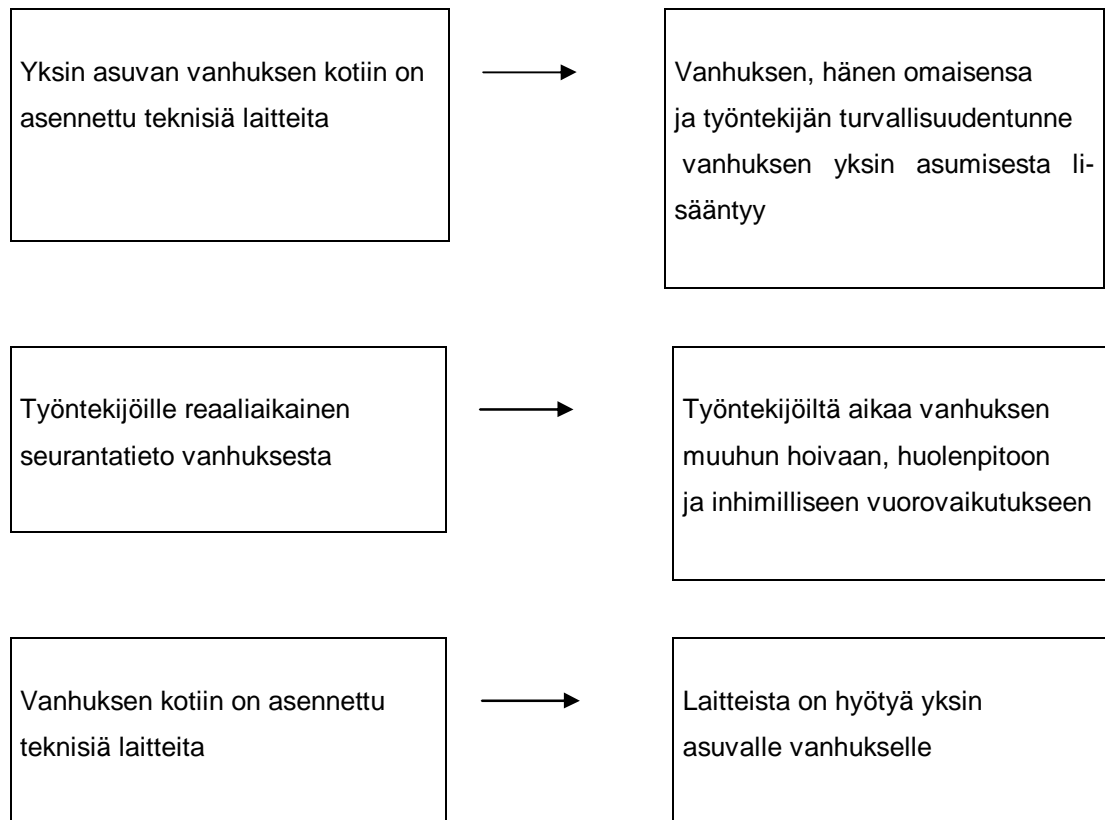 Yksin asuvan vanhuksen kotiin on
asennettu teknisiä laitteita
Vanhuksen, hänen omaisensa
ja työntekijän turvallisuudentunne
vanhuksen yksin asumisesta li-
sääntyy
Työntekijöille reaaliaikainen
seurantatieto vanhuksesta
Työntekijöiltä aikaa vanhuksen
muuhun hoivaan, huolenpitoon
ja inhimilliseen vuorovaikutukseen
Vanhuksen kotiin on asennettu
teknisiä laitteita
Laitteista on hyötyä yksin
asuvalle vanhukselle